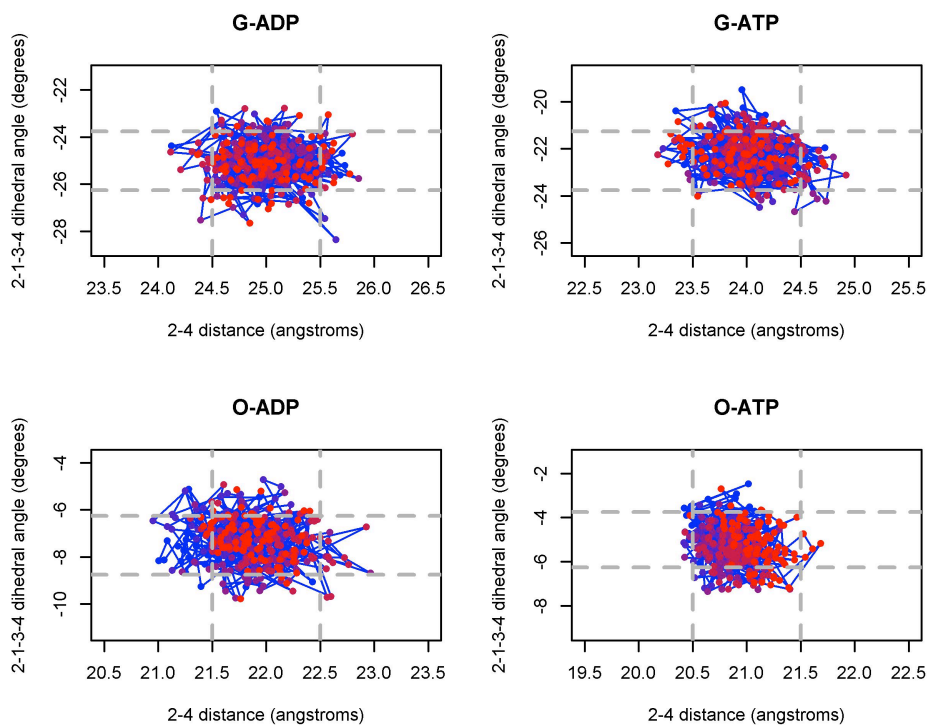 G-ADP
2-1-3-4 dihedral angle (degrees)
-22
-24
-26
-28
23.5 24.0 24.5 25.0 25.5 26.0 26.5
2-4 distance (angstroms)
G-ATP
2-1-3-4 dihedral angle (degrees)
-20
-22
-24
-26
22.5 23.0 23.5 24.0 24.5 25.0 25.5
2-4 distance (angstroms)
O-ADP
2-1-3-4 dihedral angle (degrees)
-4
-6
-8
-10
20.5 21.0 21.5 22.0 22.5 23.0 23.5
2-4 distance (angstroms)
O-ATP
2-1-3-4 dihedral angle (degrees)
-2
-4
-6
-8
19.5 20.0 20.5 21.0 21.5 22.0 22.5
2-4 distance (angstroms)